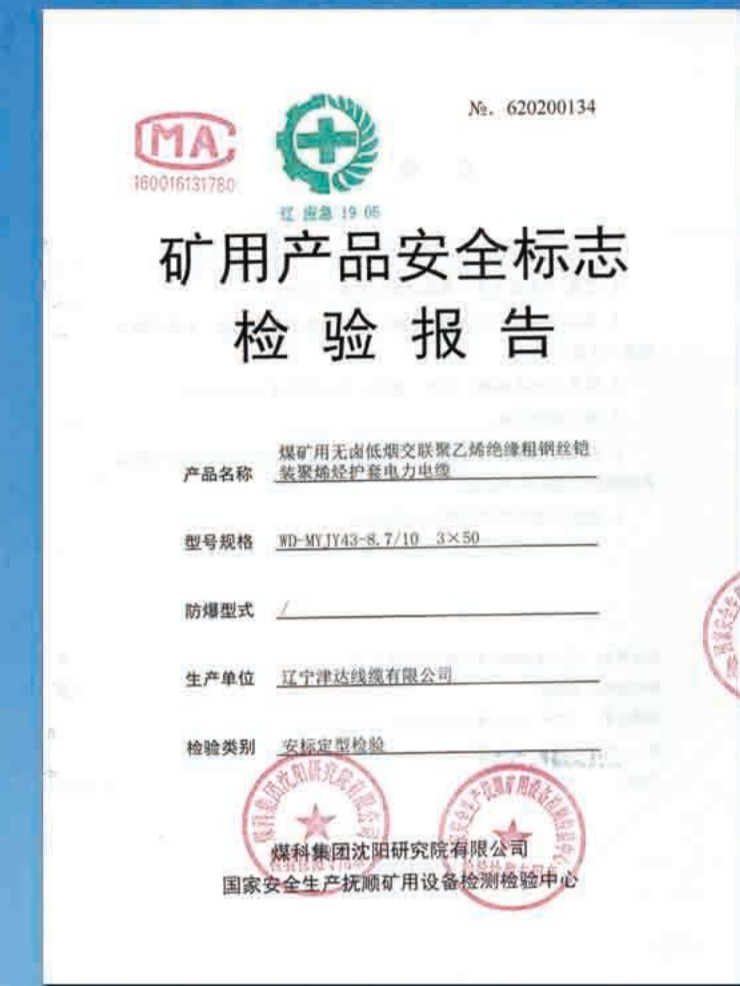 №. 620200134
MA
160016131780
辽 应急 19 05
矿用产品安全标志
检验报告
煤矿用无卤低烟交联聚乙烯绝缘粗钢丝铠
产品名称 装聚烯烃护套电力电缆
型号规格 WD-MYJY43-8.7/10 3×50
防爆型式 /
生产单位 辽宁津达线缆有限公司
检验类别 安标定型检验
煤科集团沈阳研究院有限公司
国家安全生产抚顺矿用设备检测检验中心